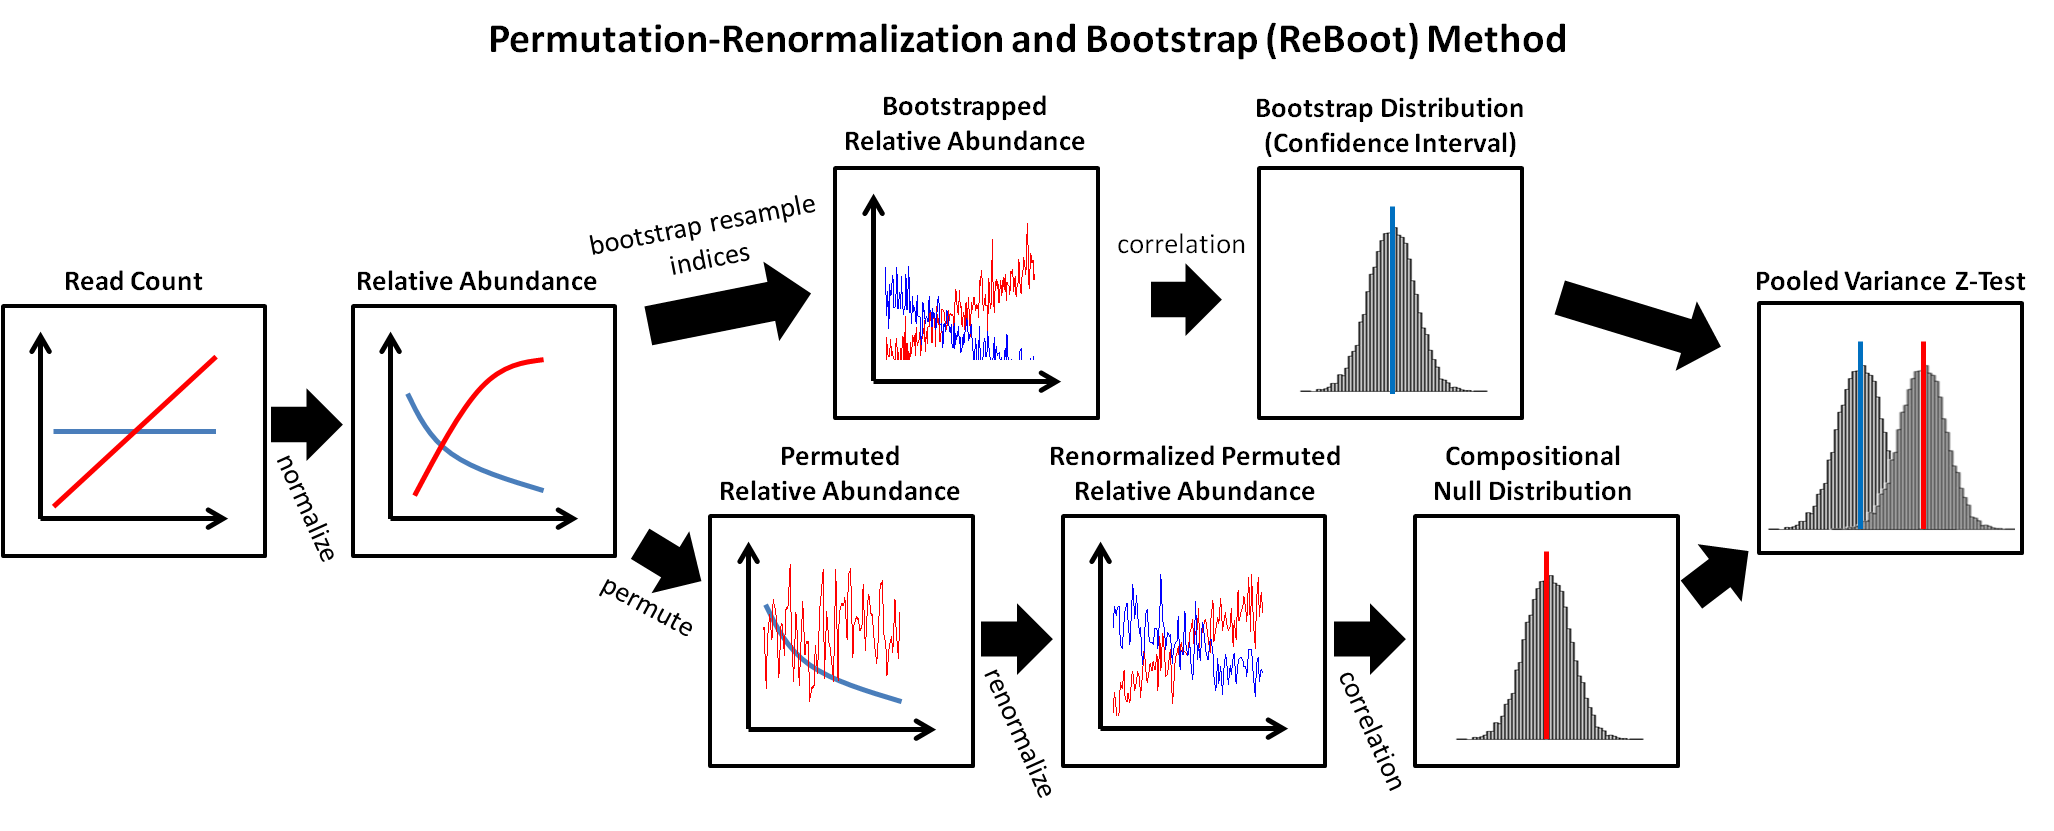 Permutation-Renormalization and Bootstrap (ReBoot) Method
Read Count
normalize
Relative Abundance
bootstrap resample
indices
Bootstrapped
Relative Abundance
correlation
Bootstrap Distribution
(Confidence Interval)
permute
Permuted
Relative Abundance
renormalize
Renormalized Permuted
Relative Abundance
correlation
Compositional
Null Distribution
Pooled Variance Z-Test